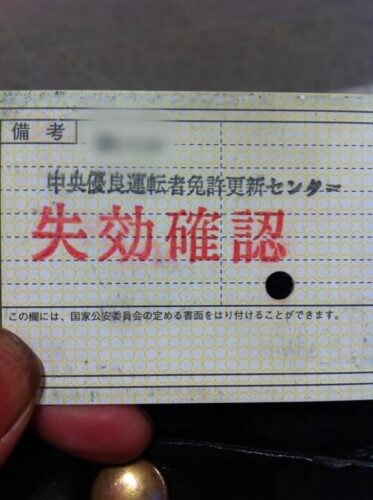 備考
中央優良運転者免許更新センター
失効確認
この欄には、国家公安委員会の定める書面をはり付けることができます。